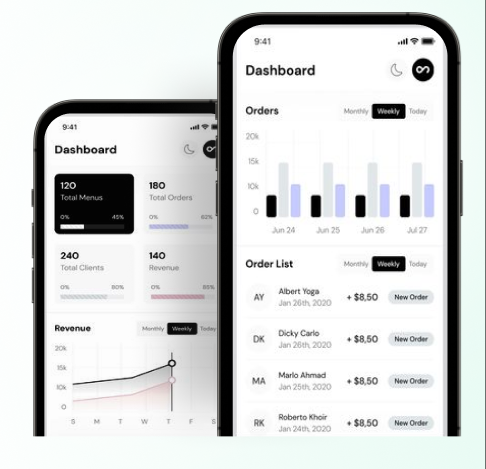 9:41
Dashboard
120
Total Menus
0% 45%
180
Total Orders
0% 62%
240
Total Clients
0% 80%
140
Revenue
0% 85%
Revenue
Monthly Weekly Today
20k
15k
10k
0
S M T W T F S
9:41
Dashboard
Orders
Monthly Weekly Today
20k
15k
10k
0
Jun 24 Jun 25 Jun 26 Jul 27
Order List
Monthly Weekly Today
AY
Albert Yoga
Jan 26th, 2020
+ $8,50
New Order
DK
Dicky Carlo
Jan 26th, 2020
+ $8,50
New Order
MA
Marlo Ahmad
Jan 25th, 2020
+ $8,50
New Order
RK
Roberto Khoir
Jan 24th, 2020
+ $8,50
New Order